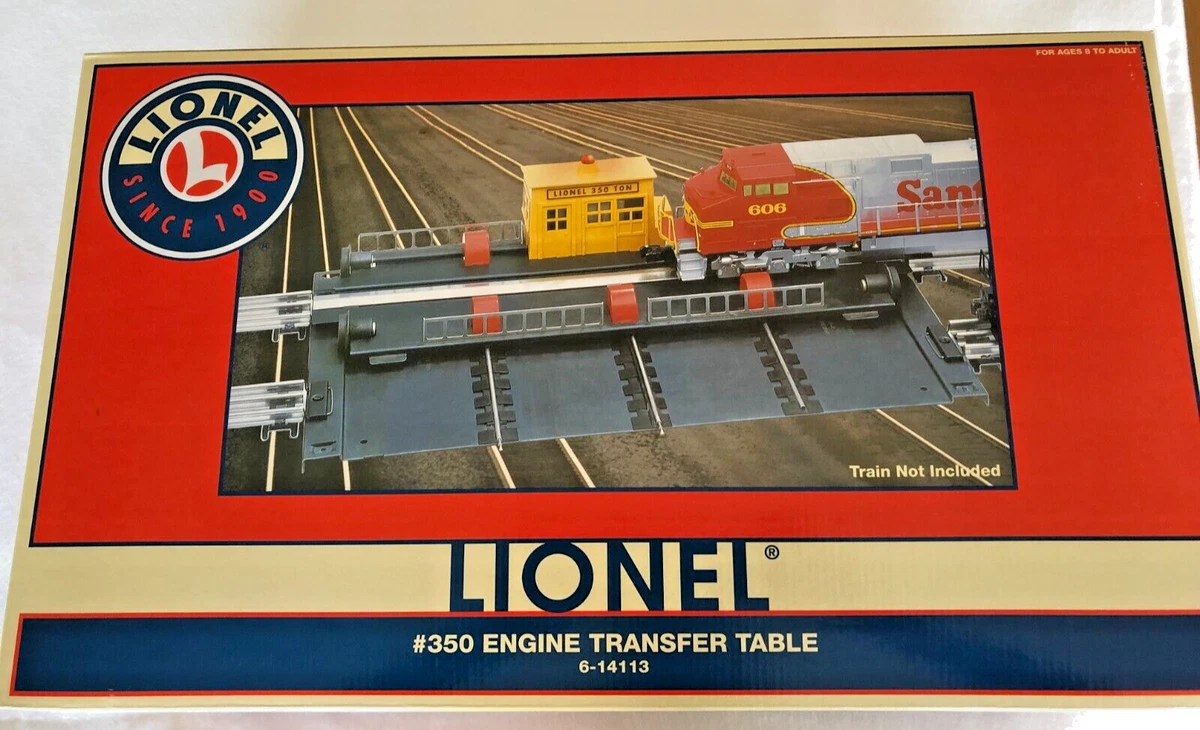 FOR AGES 8 TO ADULT
LIONEL
L
SINCE 1900
LIONEL 350 TON
606
Sant
Train Not Included
LIONEL®
#350 ENGINE TRANSFER TABLE
6-14113